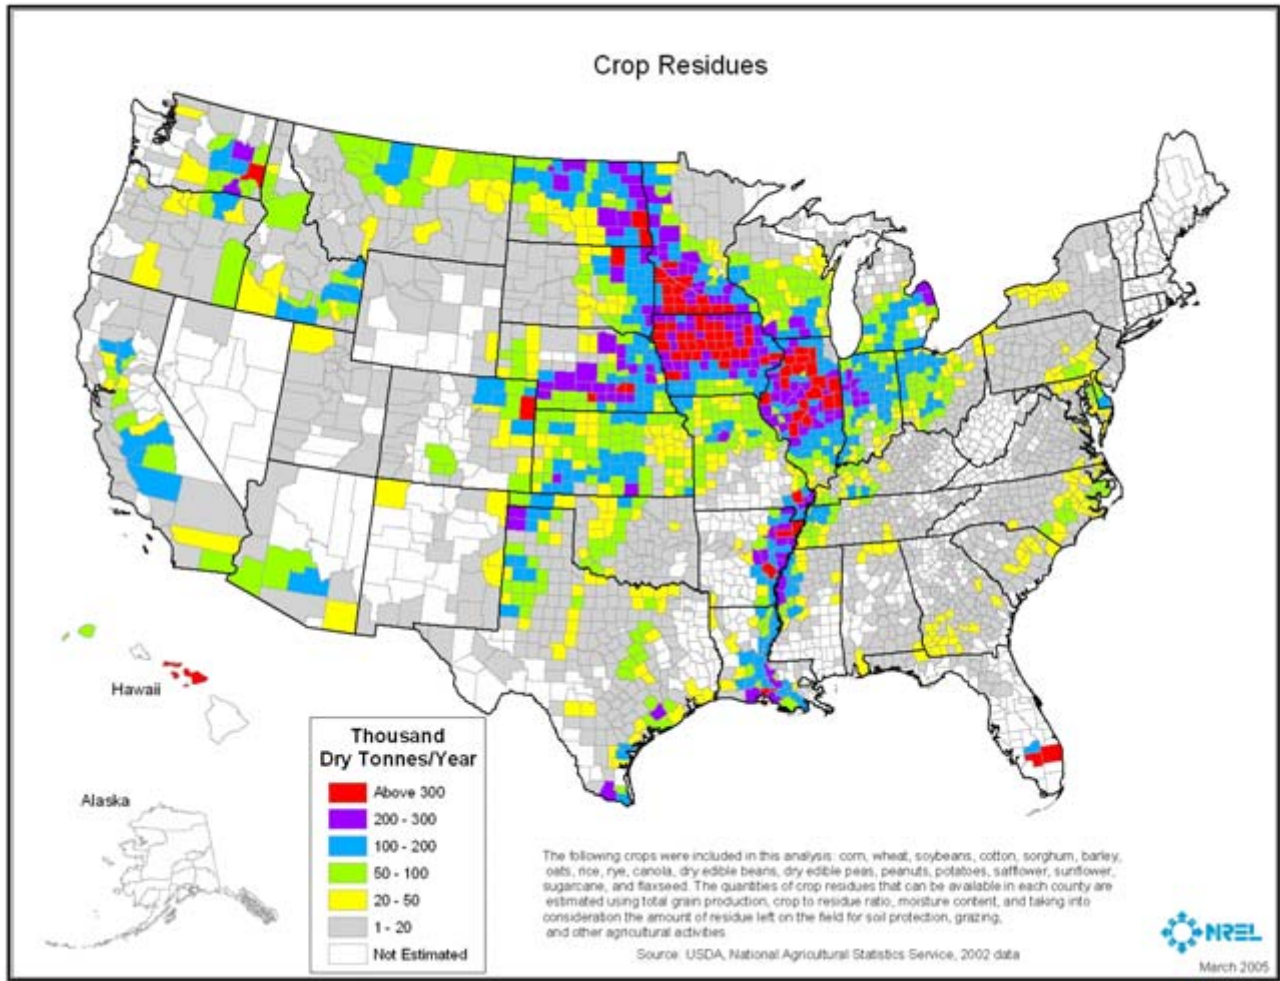 Crop Residues
Hawaii
Alaska
Thousand
Dry Tonnes/Year
Above 300
200 - 300
100 - 200
50 - 100
20 - 50
1 - 20
Not Estimated
The following crops were included in this analysis: corn, wheat, soybeans, cotton, sorghum, barley,
oats, rice, rye, canola, dry edible beans, dry edible peas, peanuts, potatoes, safflower, sunflower,
sugarcane, and flaxseed. The quantities of crop residues that can be available in each county are
estimated using total grain production, crop to residue ratio, moisture content, and taking into
consideration the amount of residue left on the field for soil protection, grazing,
and other agricultural activities
Source: USDA, National Agricultural Statistics Service, 2002 data
NREL
March 2005